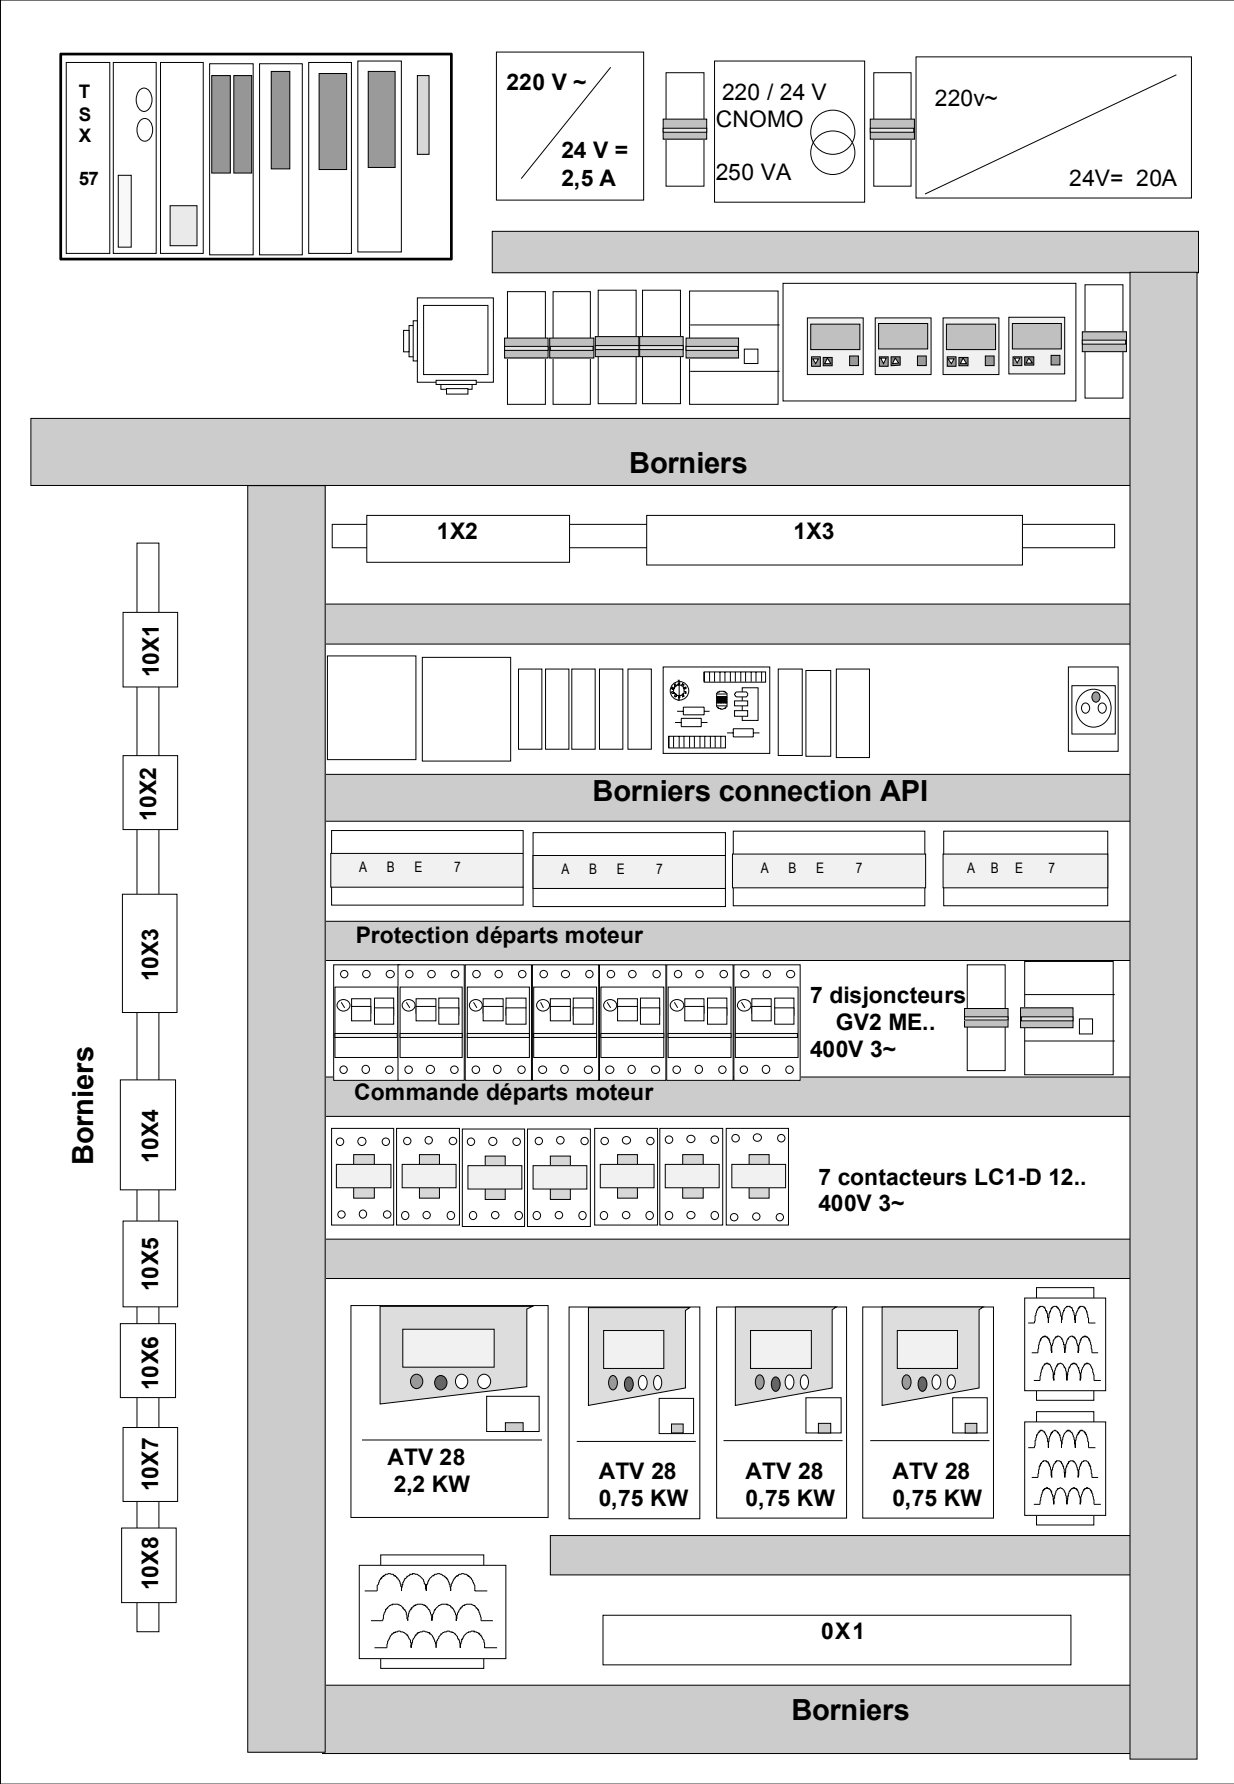 T
S
X
57
220 V ~
24 V =
2,5 A
220 / 24 V
CNOMO
250 VA
220v~
24V= 20A
Borniers
1X2
1X3
10X1
10X2
10X3
10X4
10X5
10X6
10X7
10X8
Borniers
Borniers connection API
A B E 7
A B E 7
A B E 7
A B E 7
Protection départs moteur
7 disjoncteurs
GV2 ME..
400V 3~
Commande départs moteur
7 contacteurs LC1-D 12..
400V 3~
ATV 28
2,2 KW
ATV 28
0,75 KW
ATV 28
0,75 KW
ATV 28
0,75 KW
0X1
Borniers